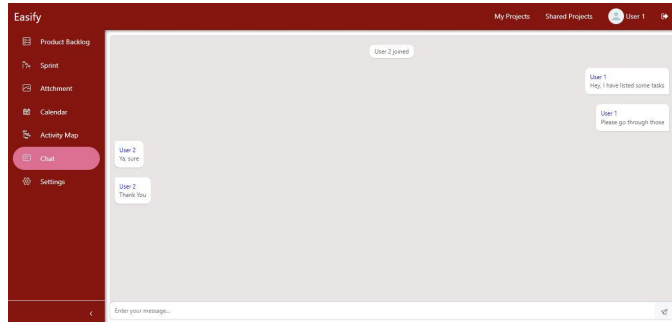 Easify
My Projects
Shared Projects
User 1
Product Backlog
Sprint
Attchment
Calendar
Activity Map
Chat
Settings
User 2 joined
User 1
Hey, I have listed some tasks
User 1
Please go through those
User 2
Ya, sure
User 2
Thank You
Enter your message...